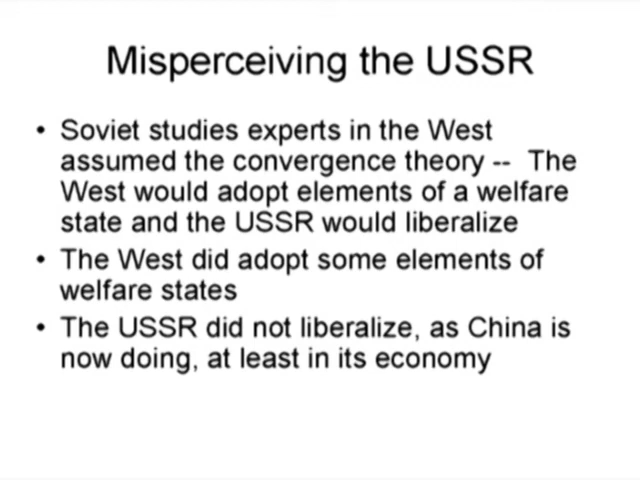 Misperceiving the USSR
• Soviet studies experts in the West
assumed the convergence theory -- The
West would adopt elements of a welfare
state and the USSR would liberalize
• The West did adopt some elements of
welfare states
• The USSR did not liberalize, as China is
now doing, at least in its economy